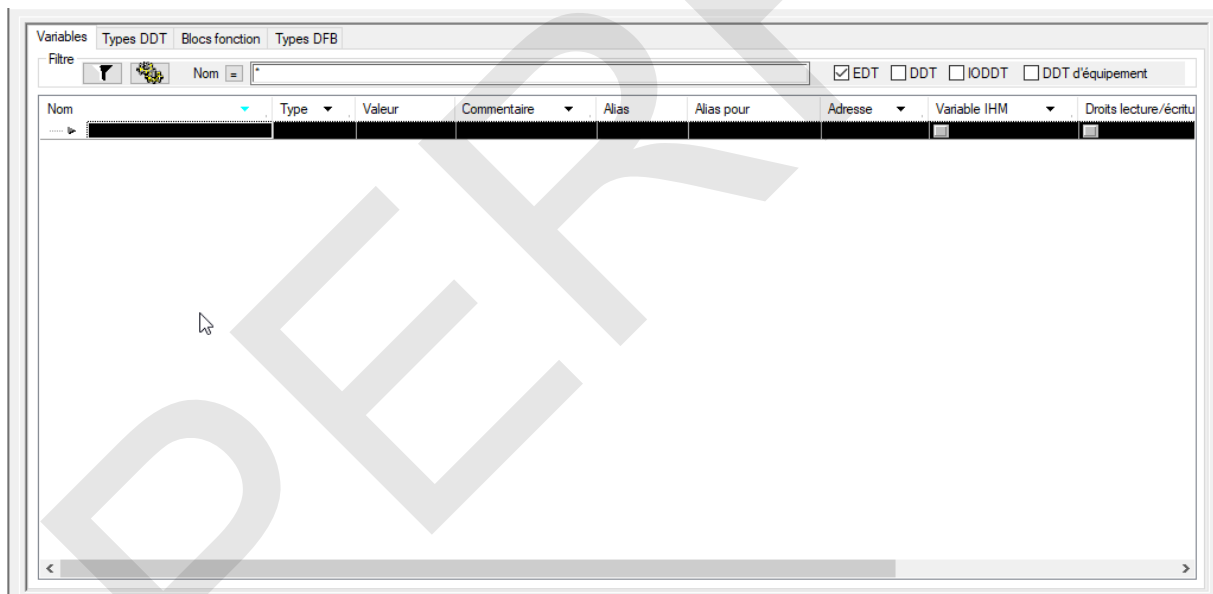 Variables Types DDT Blocs fonction Types DFB
Filtre
Nom = * EDT DDT IODDT DDT d'équipement
Nom Type Valeur Commentaire Alias Alias pour Adresse Variable IHM Droits lecture/écritu